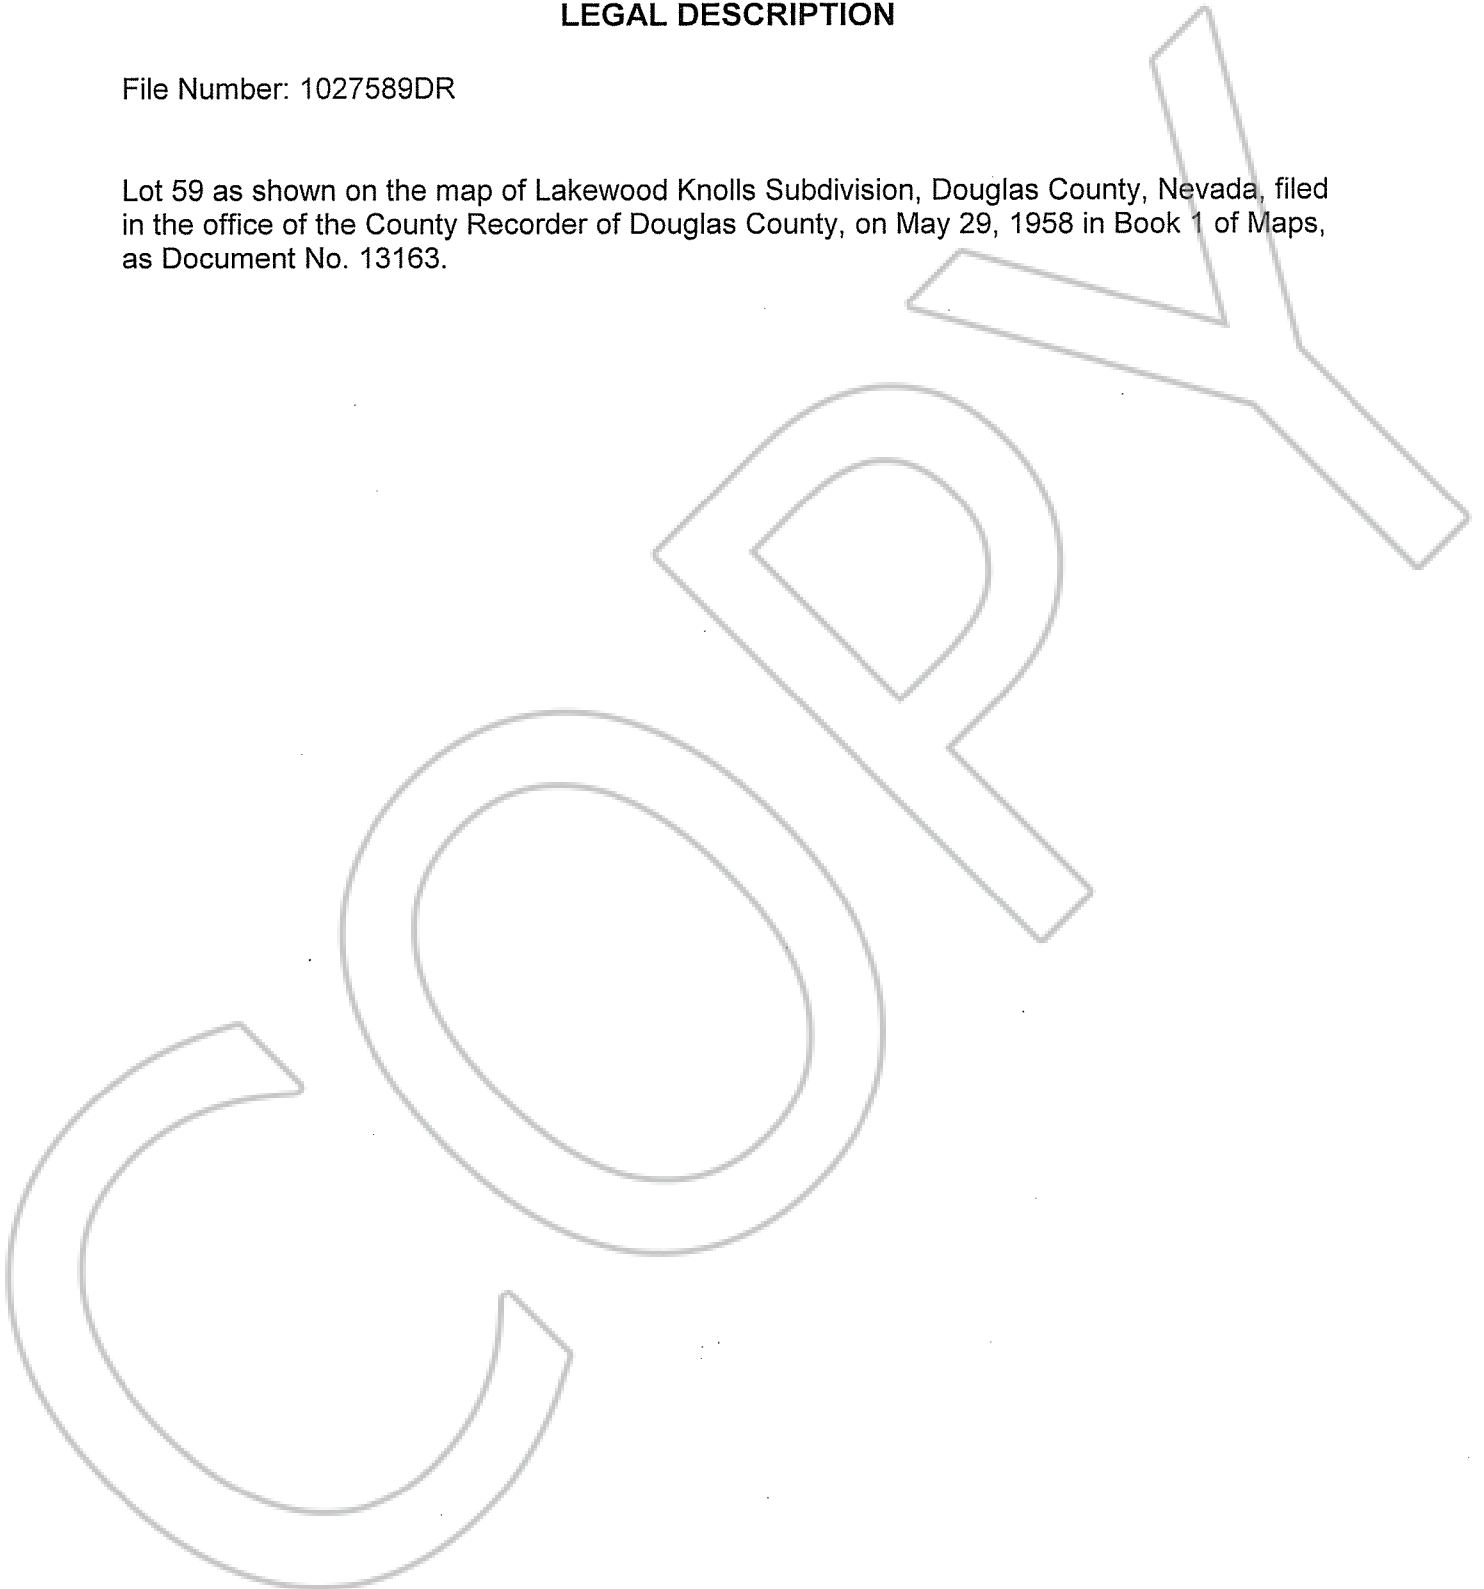 LEGAL DESCRIPTION
File Number: 1027589DR
Lot 59 as shown on the map of Lakewood Knolls Subdivision, Douglas County, Nevada, filed
in the office of the County Recorder of Douglas County, on May 29, 1958 in Book 1 of Maps,
as Document No. 13163.
COPY